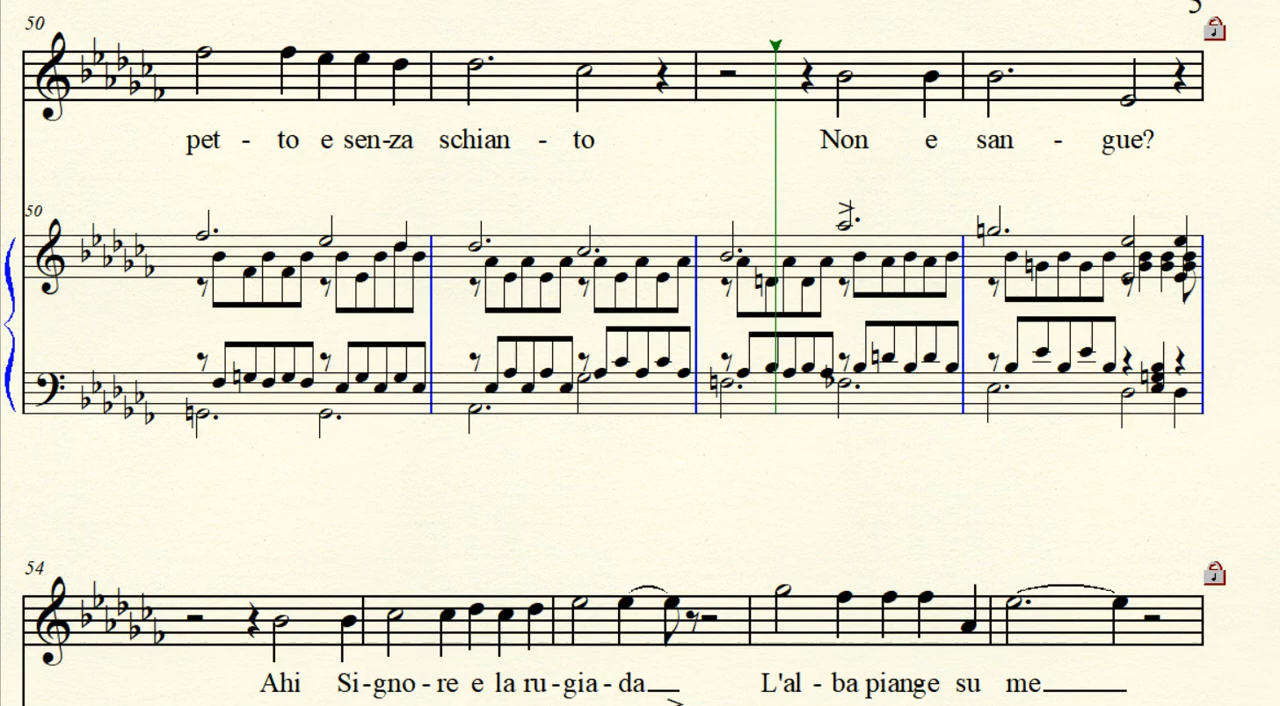 5
50
pet - to e sen-za schian - to Non e san - gue?
50
54
Ahi Si-gno-re e la ru-gia-da L'al - ba piange su me